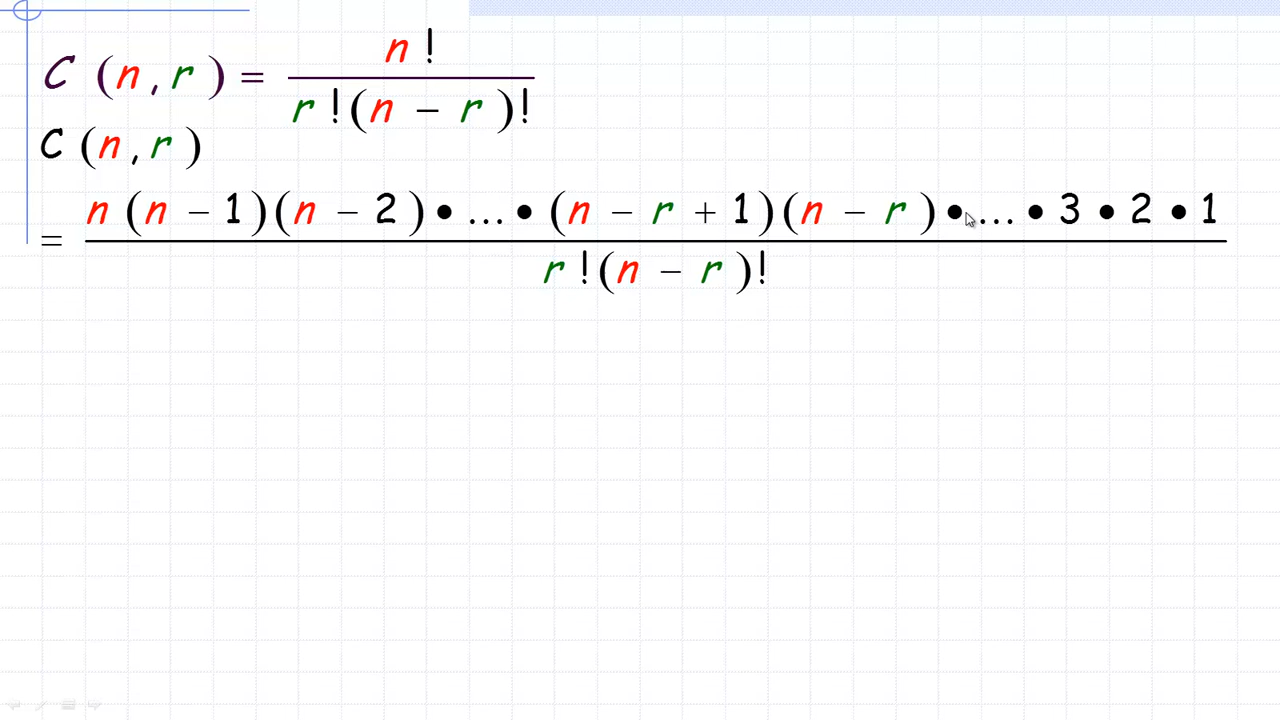 C (n, r) = n! / r!(n − r)!
C (n, r)
= n (n − 1)(n − 2) • ... • (n − r + 1)(n − r) • ... • 3 • 2 • 1 / r!(n − r)!